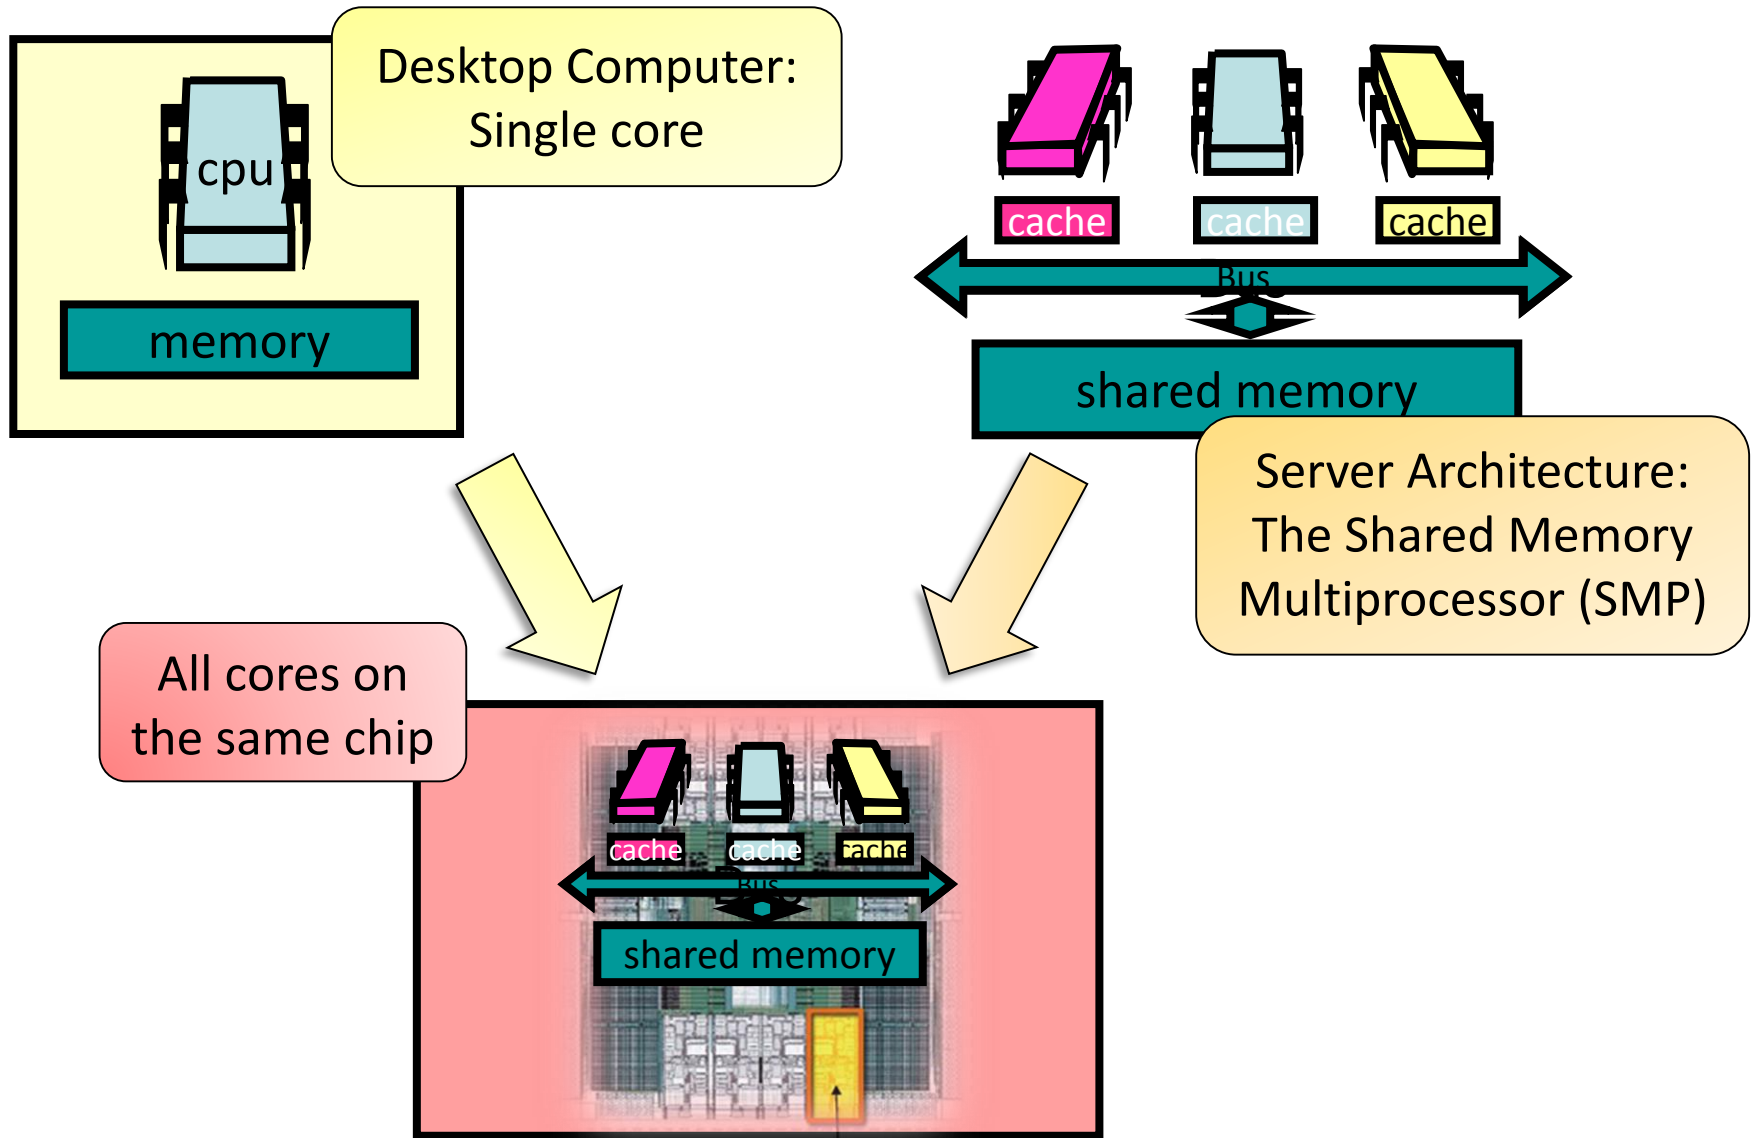 Desktop Computer:
Single core
cpu
memory
cache
cache
cache
Bus
shared memory
Server Architecture:
The Shared Memory
Multiprocessor (SMP)
All cores on
the same chip
cache
cache
cache
Bus
shared memory